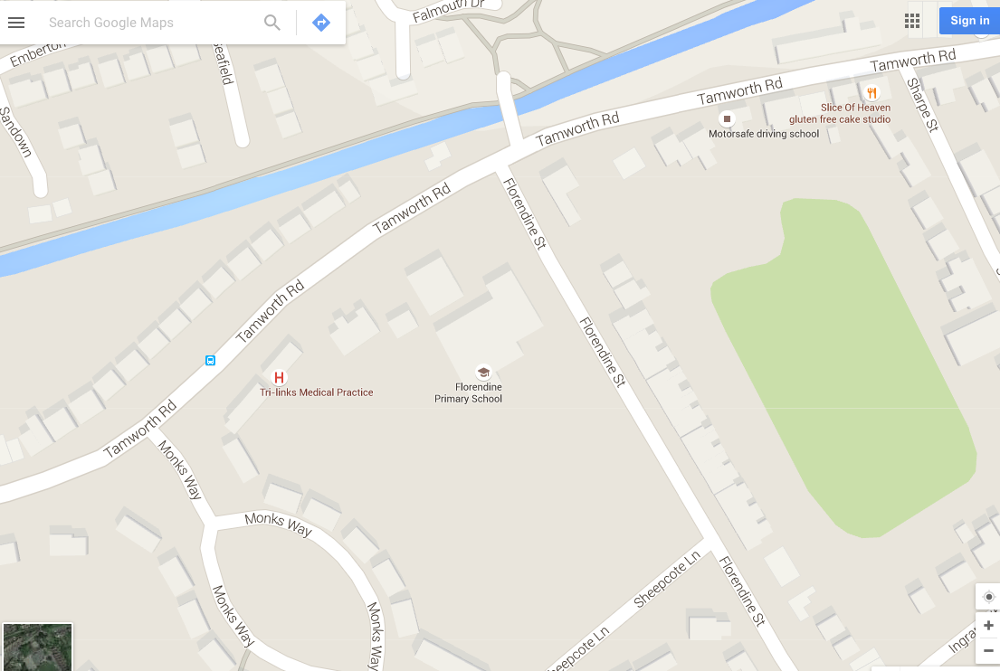 Search Google Maps
Sign in
Falmouth Dr
Emberton
Seafield
Sandown
Tamworth Rd
Tamworth Rd
Tamworth Rd
Slice Of Heaven
gluten free cake studio
Motorsafe driving school
Sharpe St
Tamworth Rd
Florendine St
Tamworth Rd
Florendine St
Tri-links Medical Practice
Florendine
Primary School
Tamworth Rd
Monks Way
Monks Way
Monks Way
Monks Way
Sheepcote Ln
Florendine St
Sheepcote Ln
Ingra